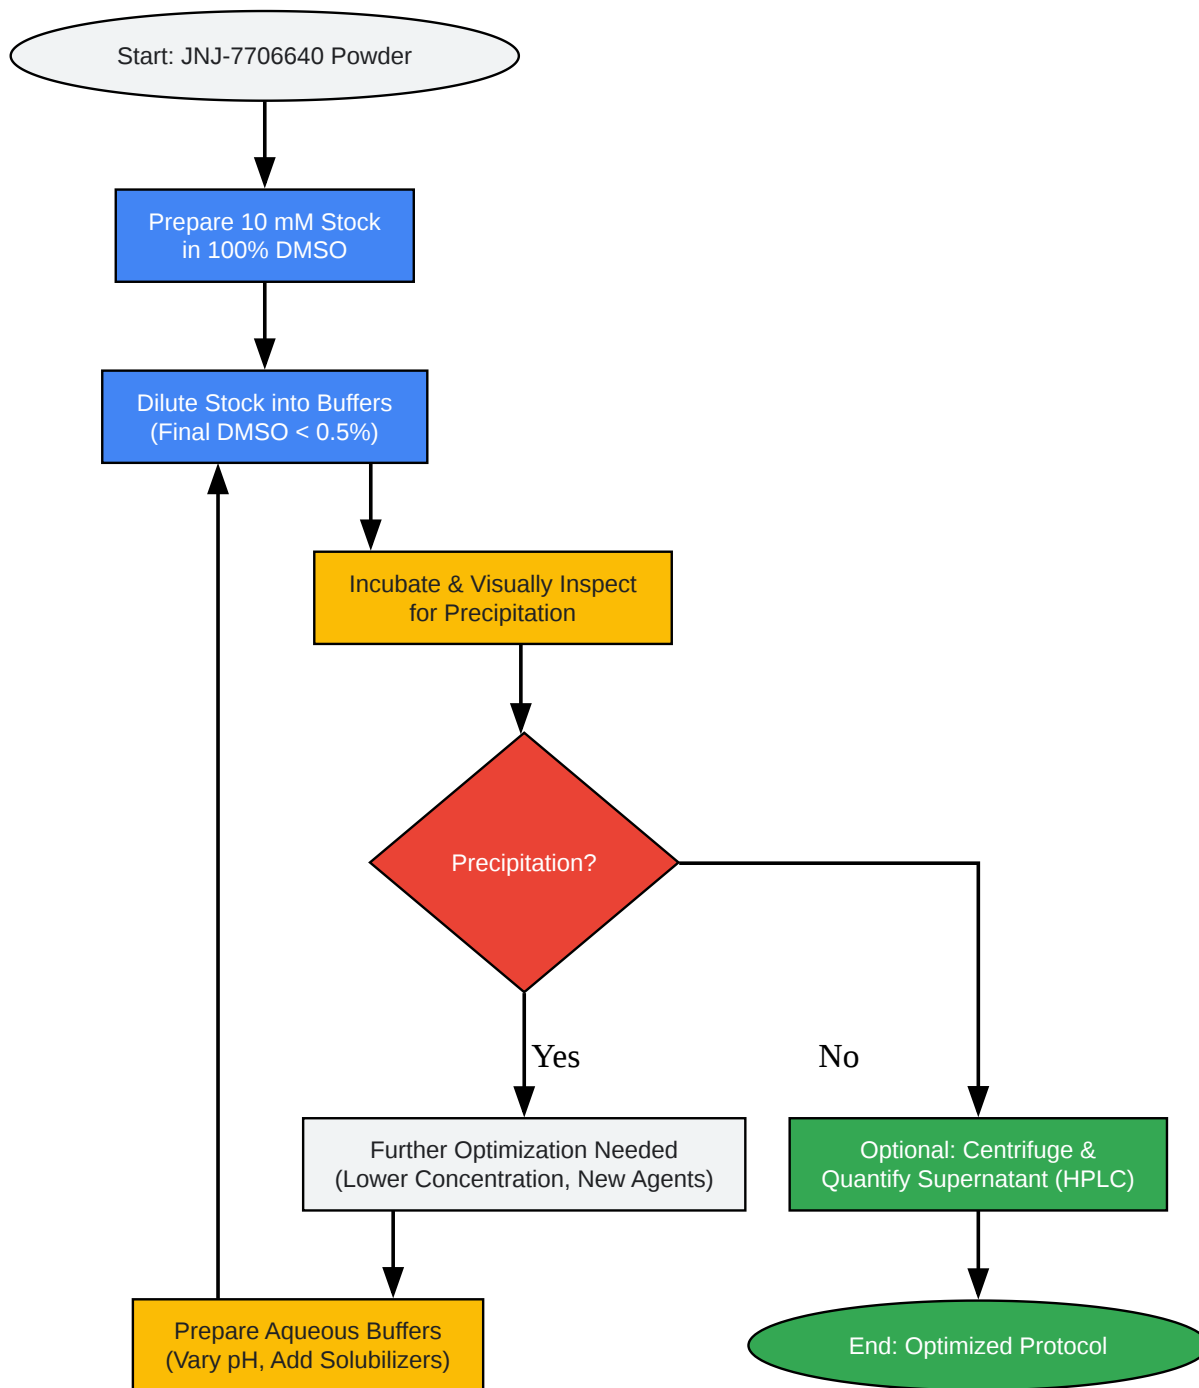 Start: JNJ-7706640 Powder
Prepare 10 mM Stock
in 100% DMSO
Dilute Stock into Buffers
(Final DMSO < 0.5%)
Incubate & Visually Inspect
for Precipitation
Precipitation?
Yes
No
Further Optimization Needed
(Lower Concentration, New Agents)
Optional: Centrifuge &
Quantify Supernatant (HPLC)
Prepare Aqueous Buffers
(Vary pH, Add Solubilizers)
End: Optimized Protocol